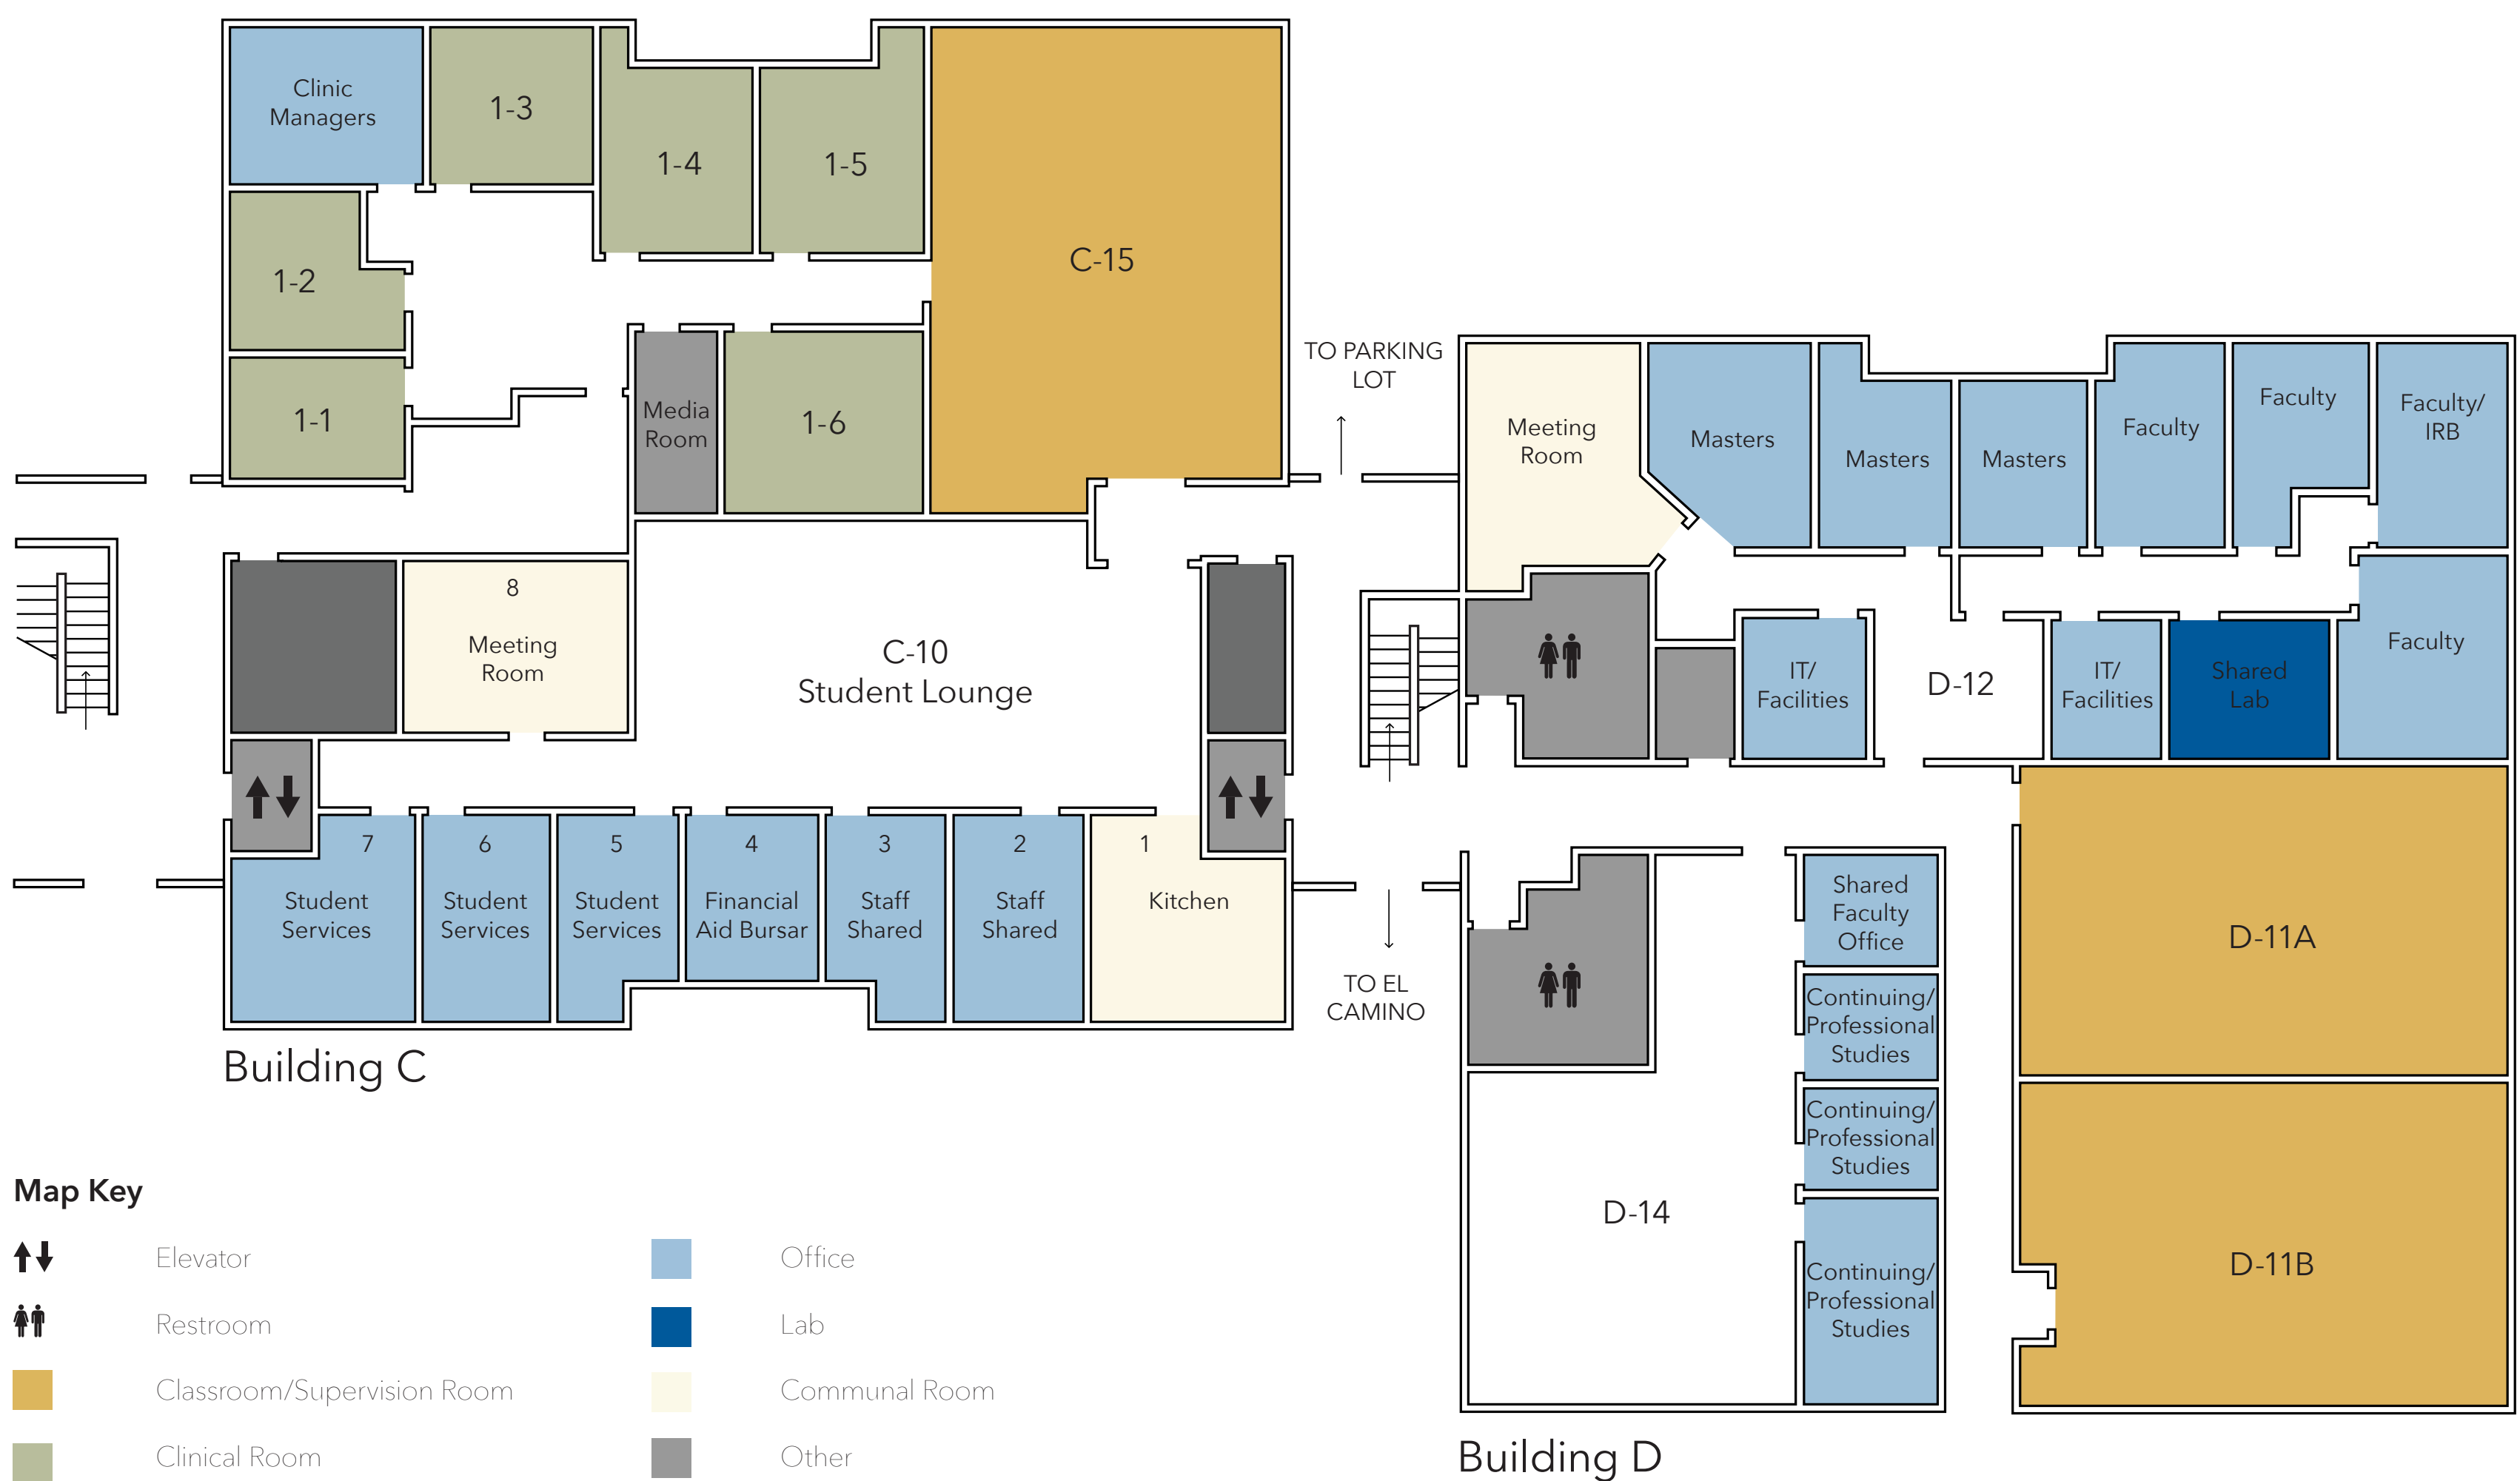 Clinic
Managers
1-3
1-4
1-5
C-15
1-2
1-1
Media
Room
1-6
TO PARKING
LOT
8
Meeting
Room
C-10
Student Lounge
7
Student
Services
6
Student
Services
5
Student
Services
4
Financial
Aid Bursar
3
Staff
Shared
2
Staff
Shared
1
Kitchen
TO EL
CAMINO
Building C
Meeting
Room
Masters
Masters
Masters
Faculty
Faculty
Faculty/
IRB
IT/
Facilities
D-12
IT/
Facilities
Shared
Lab
Faculty
Shared
Faculty
Office
Continuing/
Professional
Studies
Continuing/
Professional
Studies
Continuing/
Professional
Studies
D-14
D-11A
D-11B
Building D
Map Key
Elevator
Restroom
Classroom/Supervision Room
Clinical Room
Office
Lab
Communal Room
Other